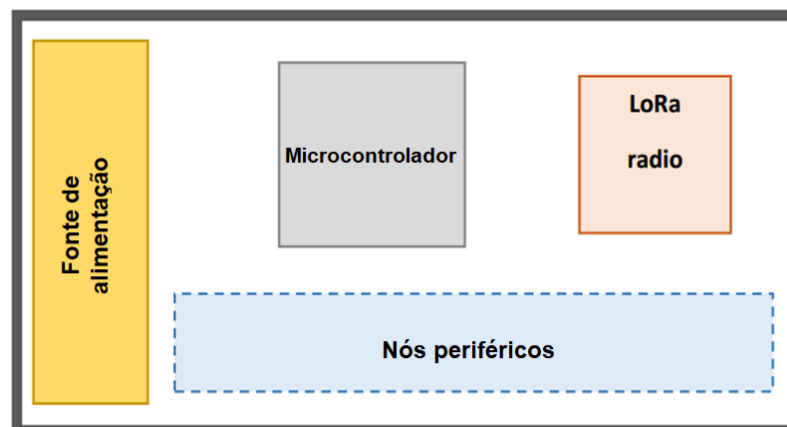 Fonte de
alimentação
Microcontrolador
LoRa
radio
Nós periféricos